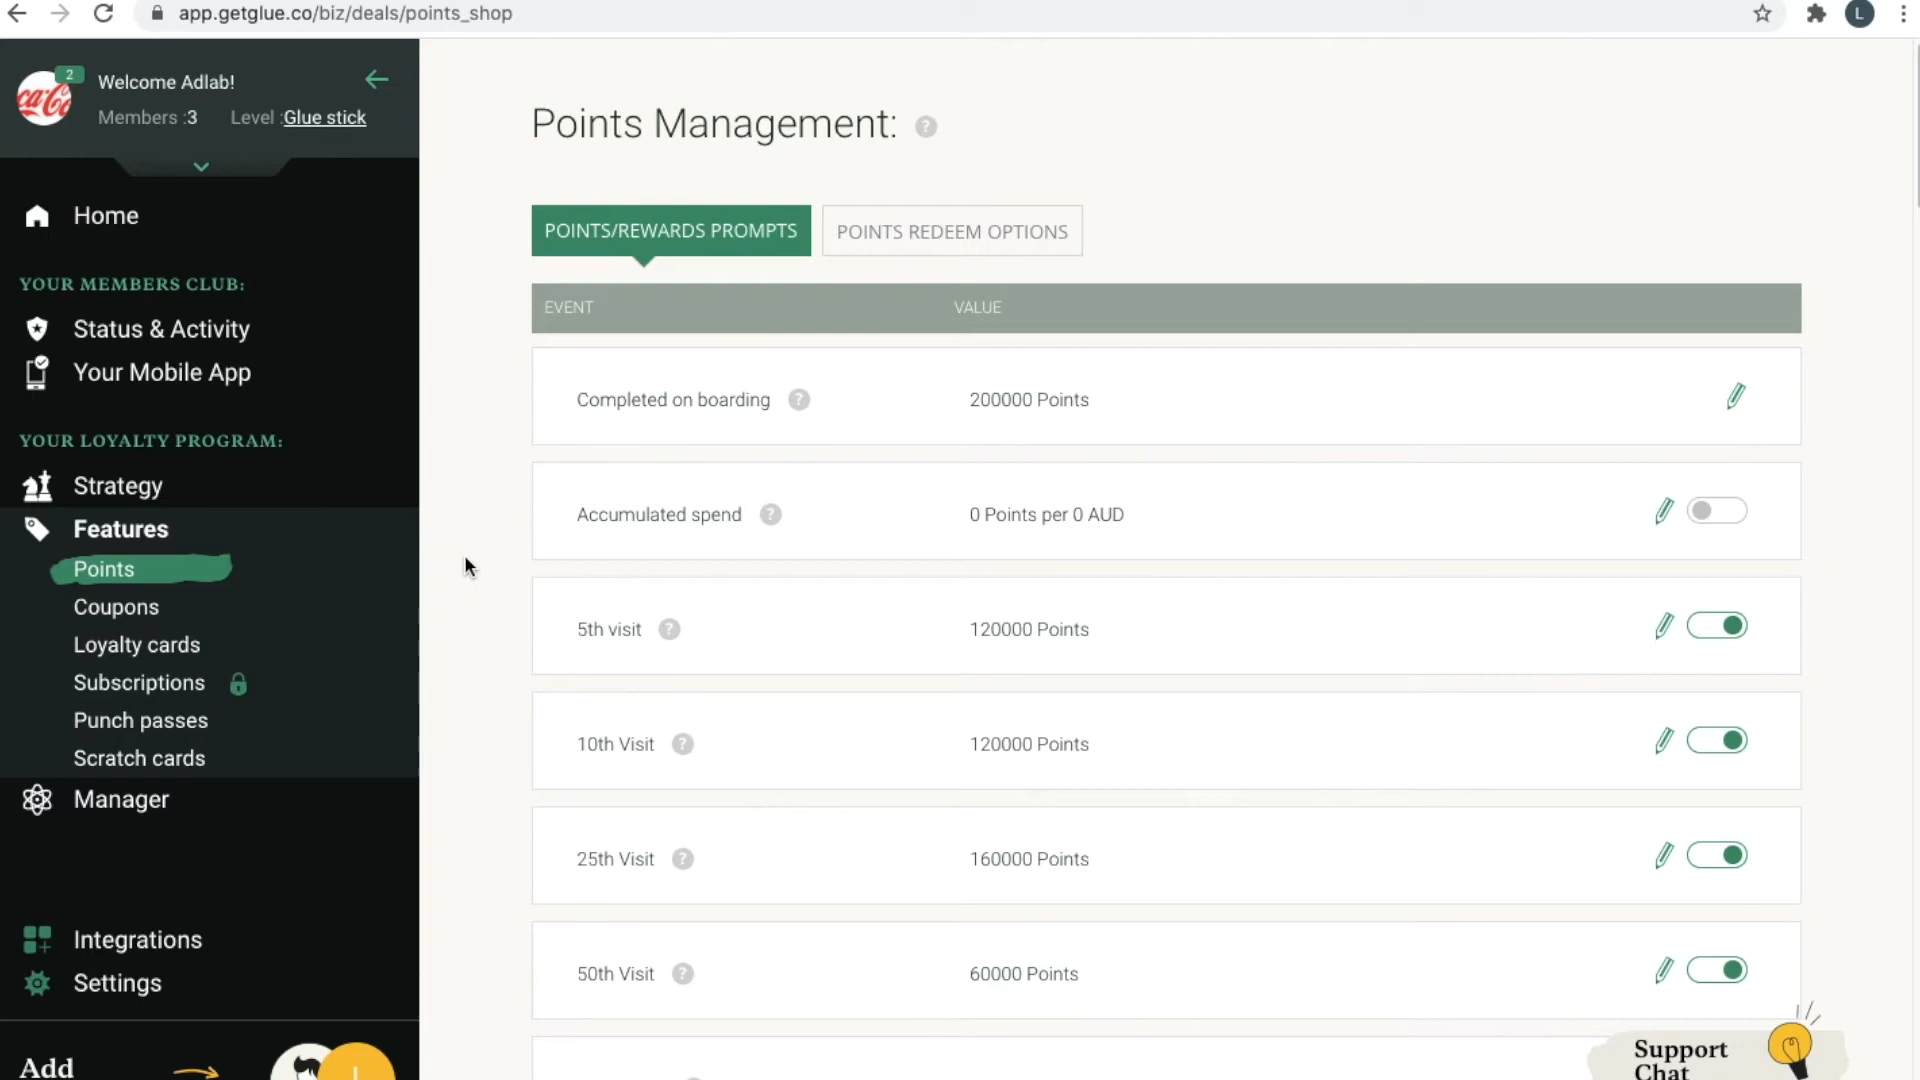 app.getglue.co/biz/deals/points_shop
L
2
Welcome Adlab!
Members :3 Level :Glue stick
Home
YOUR MEMBERS CLUB:
Status & Activity
Your Mobile App
YOUR LOYALTY PROGRAM:
Strategy
Features
Points
Coupons
Loyalty cards
Subscriptions
Punch passes
Scratch cards
Manager
Integrations
Settings
Add
Points Management: ?
POINTS/REWARDS PROMPTS POINTS REDEEM OPTIONS
EVENT VALUE
Completed on boarding ? 200000 Points
Accumulated spend ? 0 Points per 0 AUD
5th visit ? 120000 Points
10th Visit ? 120000 Points
25th Visit ? 160000 Points
50th Visit ? 60000 Points
Support
Chat